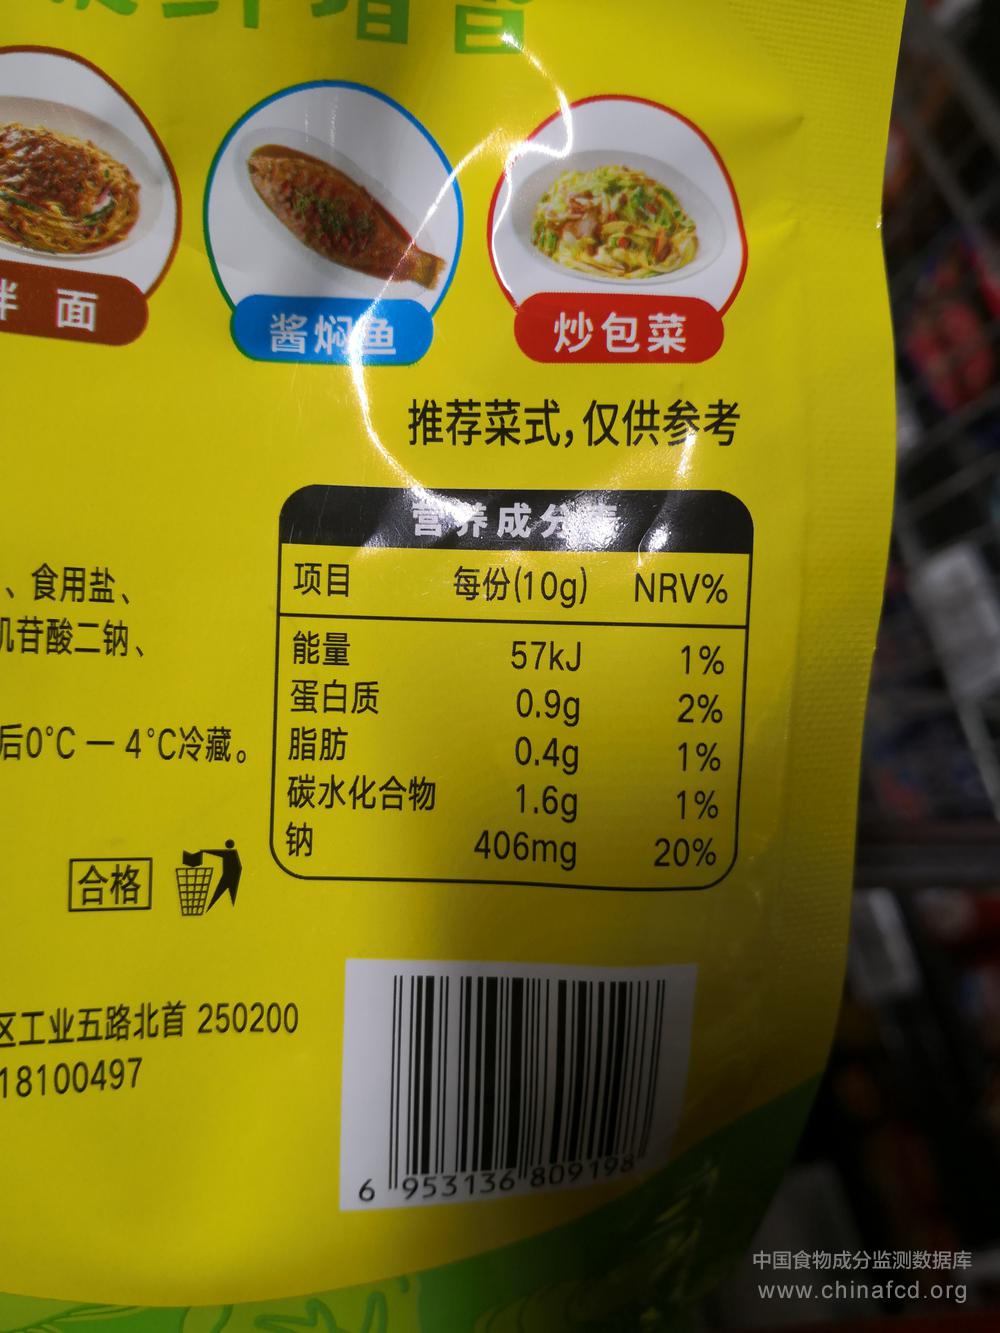 面
酱焖鱼
炒包菜
推荐菜式,仅供参考
营养成分表
项目 每份(10g) NRV%
能量 57kJ 1%
蛋白质 0.9g 2%
脂肪 0.4g 1%
碳水化合物 1.6g 1%
钠 406mg 20%
、食用盐、
苷酸二钠、
后0°C — 4°C冷藏。
合格
区工业五路北首 250200
18100497
6 953136 809198
中国食物成分监测数据库
www.chinafcd.org